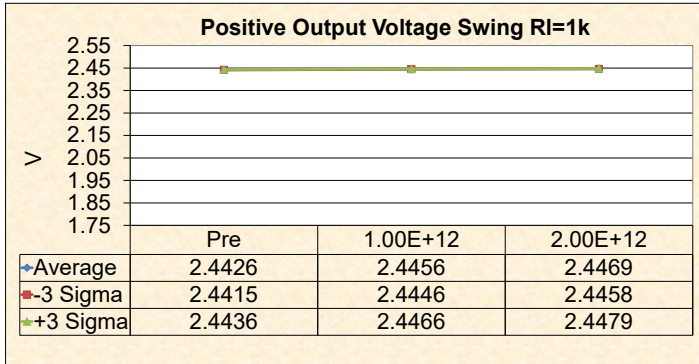 Positive Output Voltage Swing Rl=1k
2.55
2.45
2.35
2.25
2.15
2.05
1.95
1.85
1.75
V
Pre 1.00E+12 2.00E+12
Average 2.4426 2.4456 2.4469
-3 Sigma 2.4415 2.4446 2.4458
+3 Sigma 2.4436 2.4466 2.4479